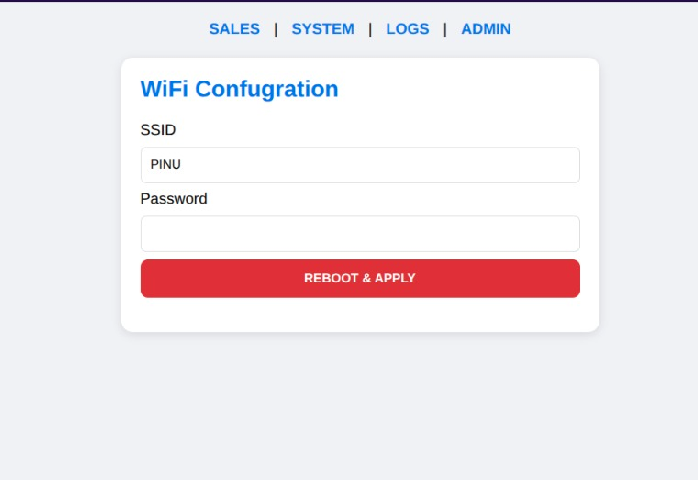 SALES | SYSTEM | LOGS | ADMIN
WiFi Confugration
SSID
PINU
Password
REBOOT & APPLY